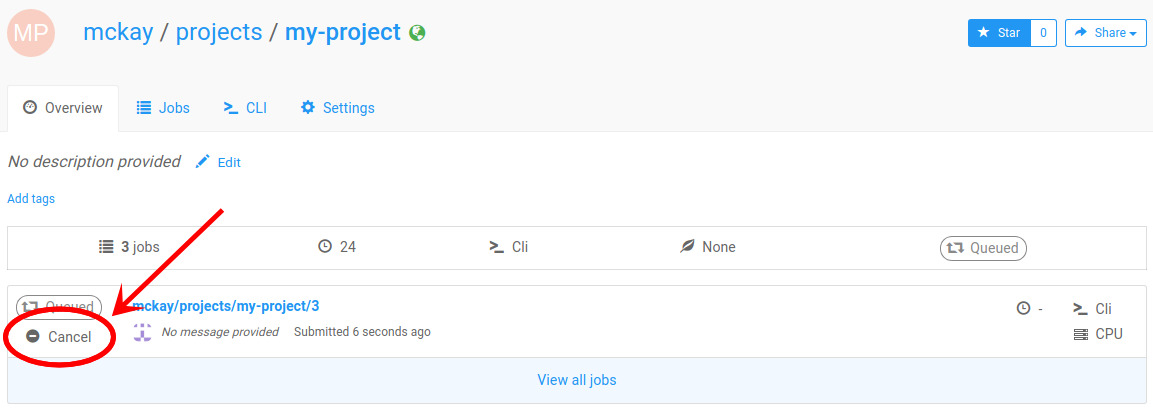 MP mckay / projects / my-project Star 0 Share
Overview Jobs CLI Settings
No description provided Edit
Add tags
3 jobs 24 Cli None Queued
Queued mckay/projects/my-project/3 - Cli
Cancel No message provided Submitted 6 seconds ago CPU
View all jobs